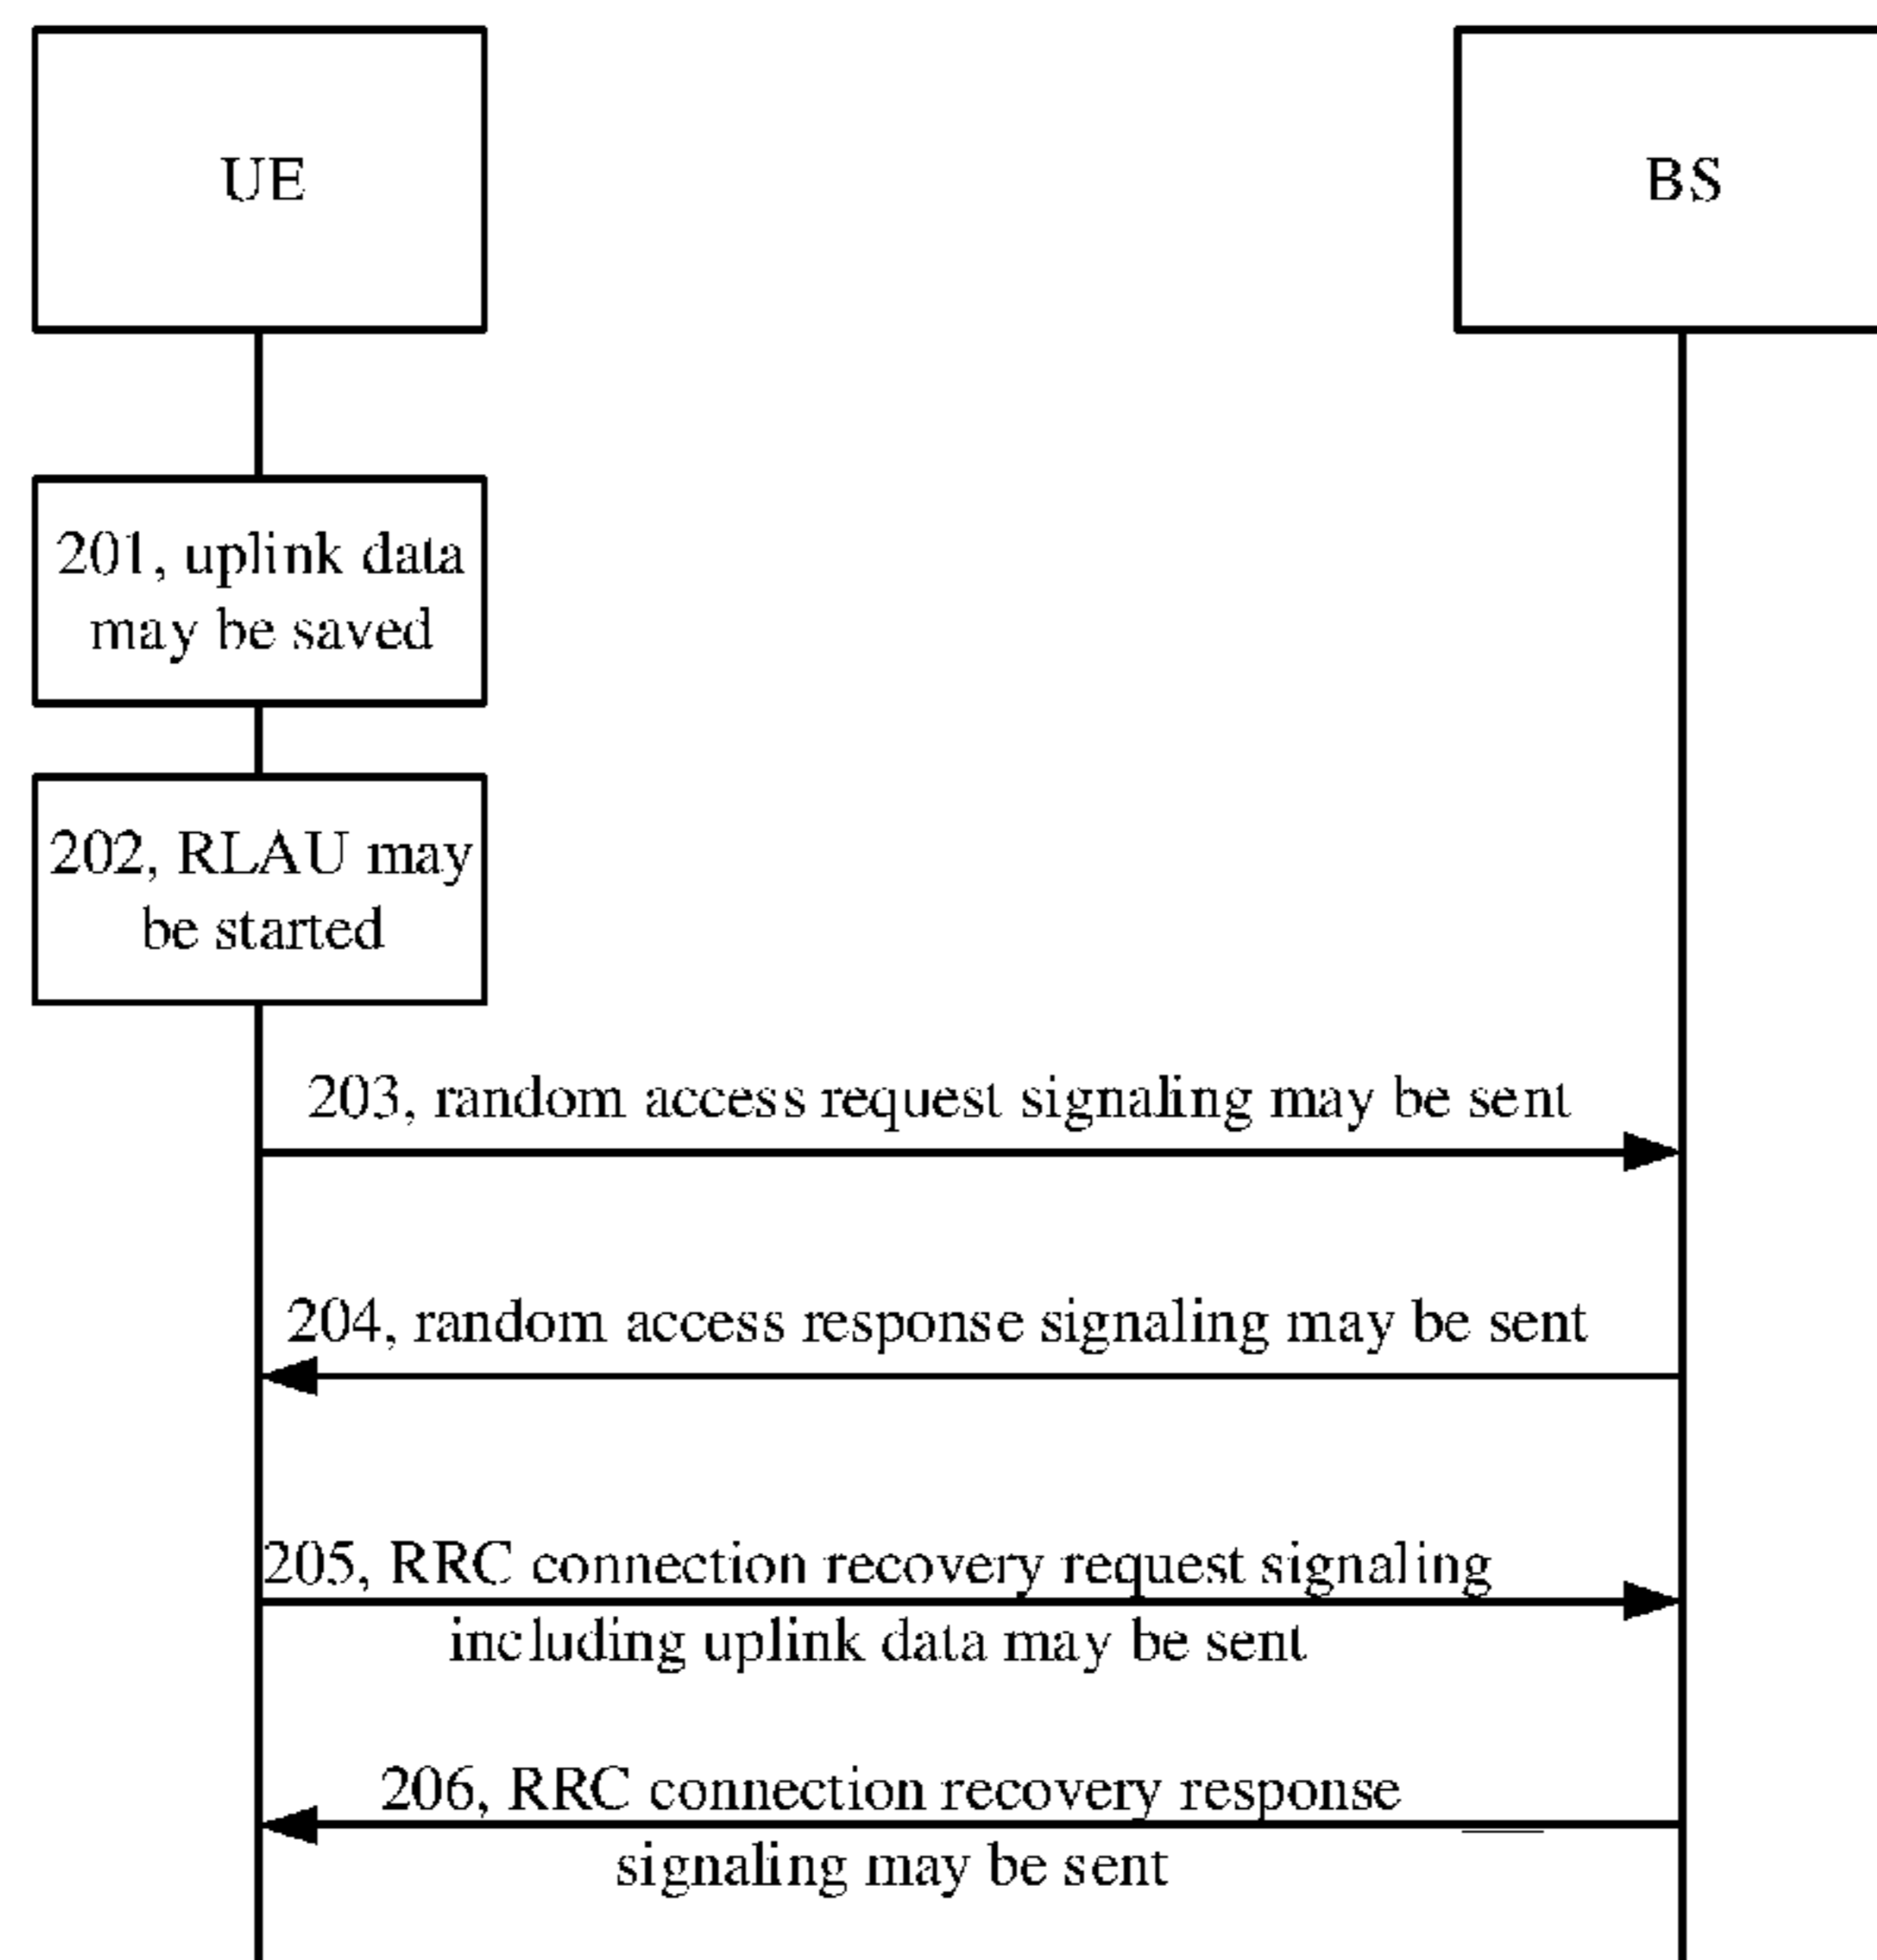 UE
BS
201, uplink data
may be saved
202, RLAU may
be started
203, random access request signaling may be sent
204, random access response signaling may be sent
205, RRC connection recovery request signaling
including uplink data may be sent
206, RRC connection recovery response
signaling may be sent